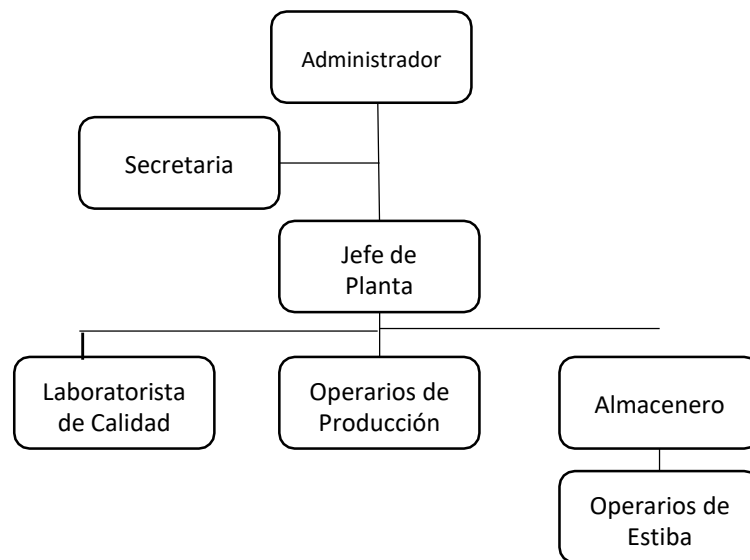 Administrador
Secretaria
Jefe de
Planta
Laboratorista
de Calidad
Operarios de
Producción
Almacenero
Operarios de
Estiba